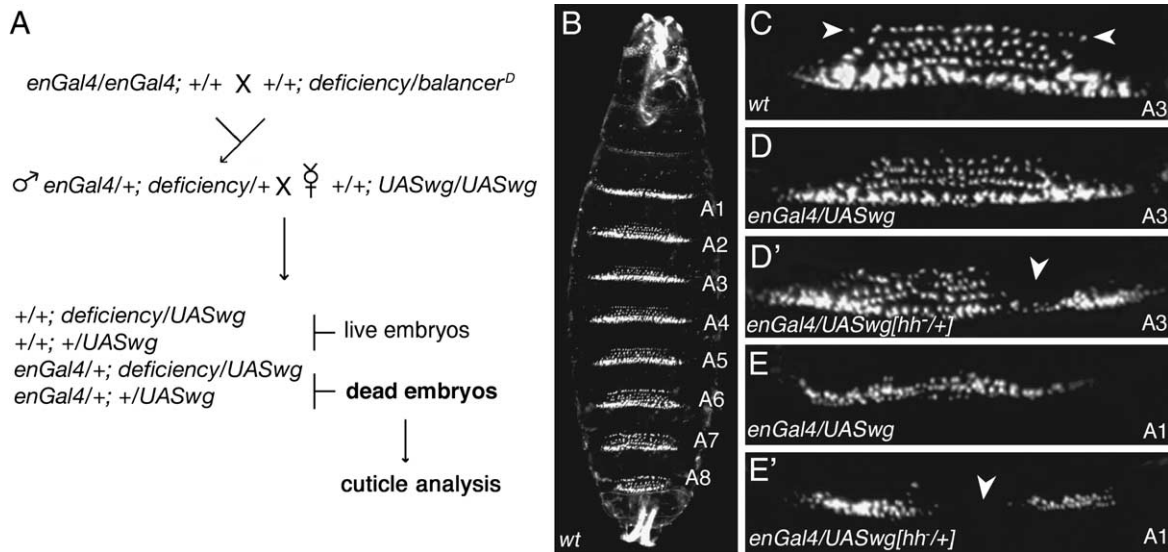 A
enGal4/enGal4; +/+ X +/+; deficiency/balancerᴰ
♂ enGal4/+; deficiency/+ X ☿ +/+; UASwg/UASwg
+/+; deficiency/UASwg
+/+; +/UASwg
live embryos
enGal4/+; deficiency/UASwg
enGal4/+; +/UASwg
dead embryos
cuticle analysis
B
A1
A2
A3
A4
A5
A6
A7
A8
wt
C
wt
A3
D
enGal4/UASwg
A3
D'
enGal4/UASwg[hh⁻/+]
A3
E
enGal4/UASwg
A1
E'
enGal4/UASwg[hh⁻/+]
A1